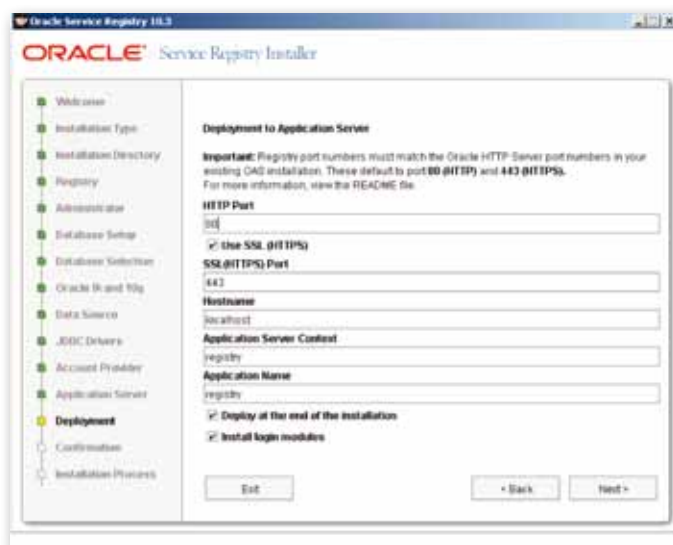 Oracle Service Registry 10.3
ORACLE Service Registry Installer
Welcome
Installation Type
Installation Directory
Registry
Administrator
Database Setup
Database Selection
Oracle 9i and 10g
Data Source
JDBC Drivers
Account Provider
Application Server
Deployment
Confirmation
Installation Process
Deployment to Application Server
Important: Registry port numbers must match the Oracle HTTP Server port numbers in your
existing OAS installation. These default to port 80 (HTTP) and 443 (HTTPS).
For more information, view the README file.
HTTP Port
80
Use SSL (HTTPS)
SSL(HTTPS) Port
443
Hostname
localhost
Application Server Context
registry
Application Name
registry
Deploy at the end of the installation
Install login modules
Exit
< Back
Next >